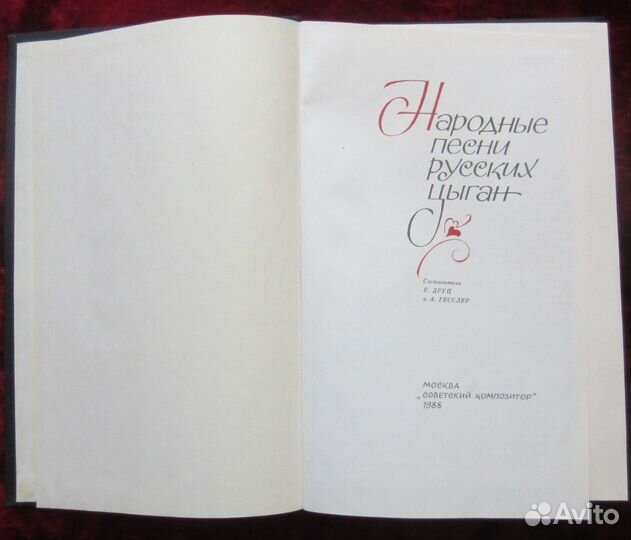 Народные
песни
русских
цыган
Составители
Е. ДРУЦ
и А. ГЕССЛЕР
МОСКВА
„СОВЕТСКИЙ КОМПОЗИТОР"
1988
Avito